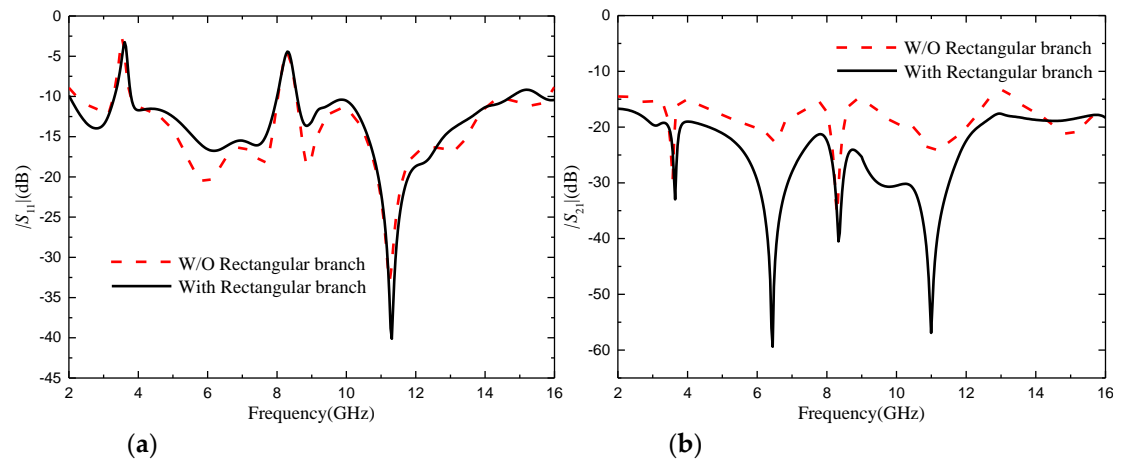 0
-5
-10
-15
-20
-25
-30
-35
-40
-45
2 4 6 8 10 12 14 16
Frequency(GHz)
|S11|(dB)
W/O Rectangular branch
With Rectangular branch
(a)
0
-10
-20
-30
-40
-50
-60
2 4 6 8 10 12 14 16
Frequency(GHz)
|S21|(dB)
W/O Rectangular branch
With Rectangular branch
(b)